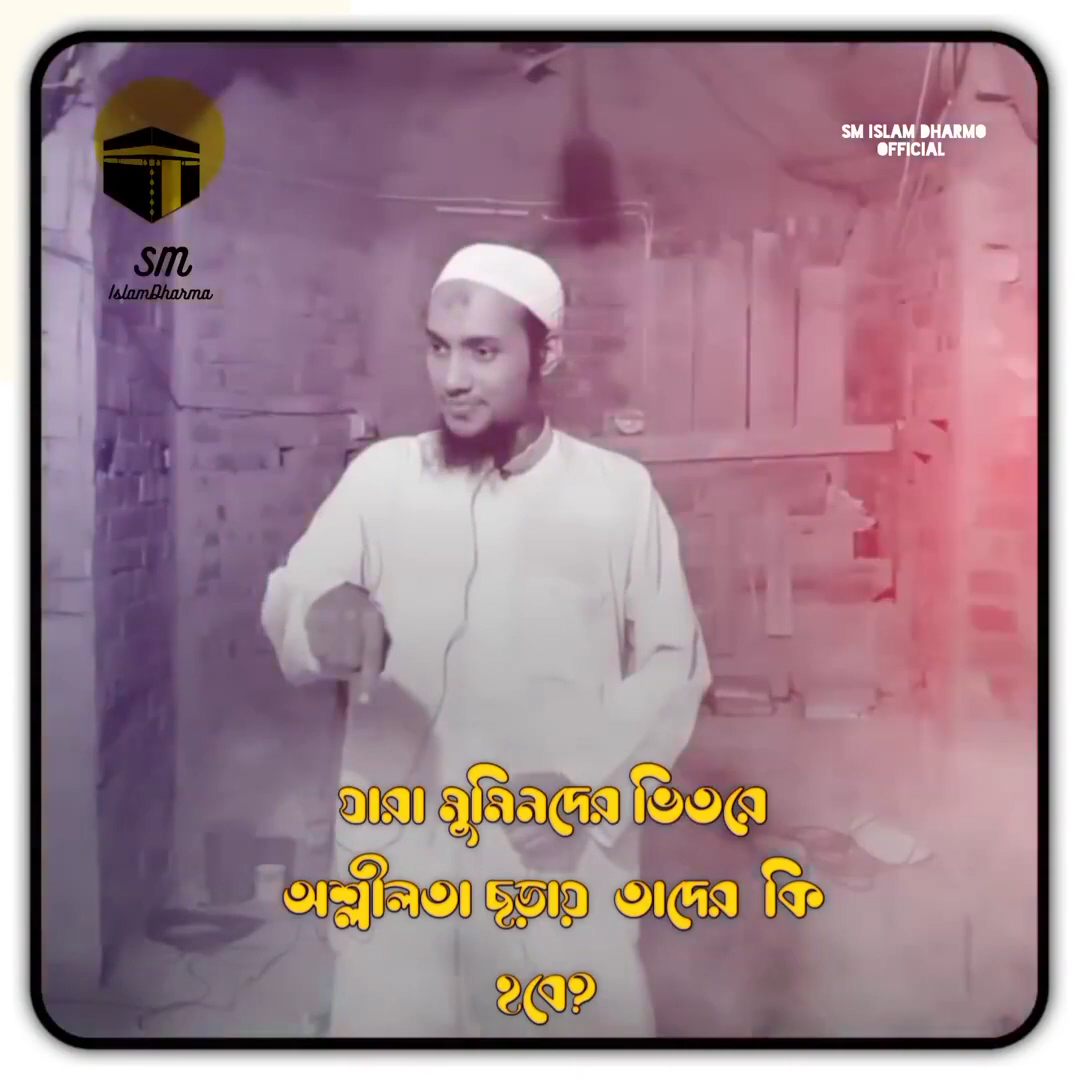 SM ISLAM DHARMO
OFFICIAL
SM
IslamDharma
যারা মুমিনদের ভিতরে
অশ্লীলতা ছড়ায় তাদের কি
হবে?